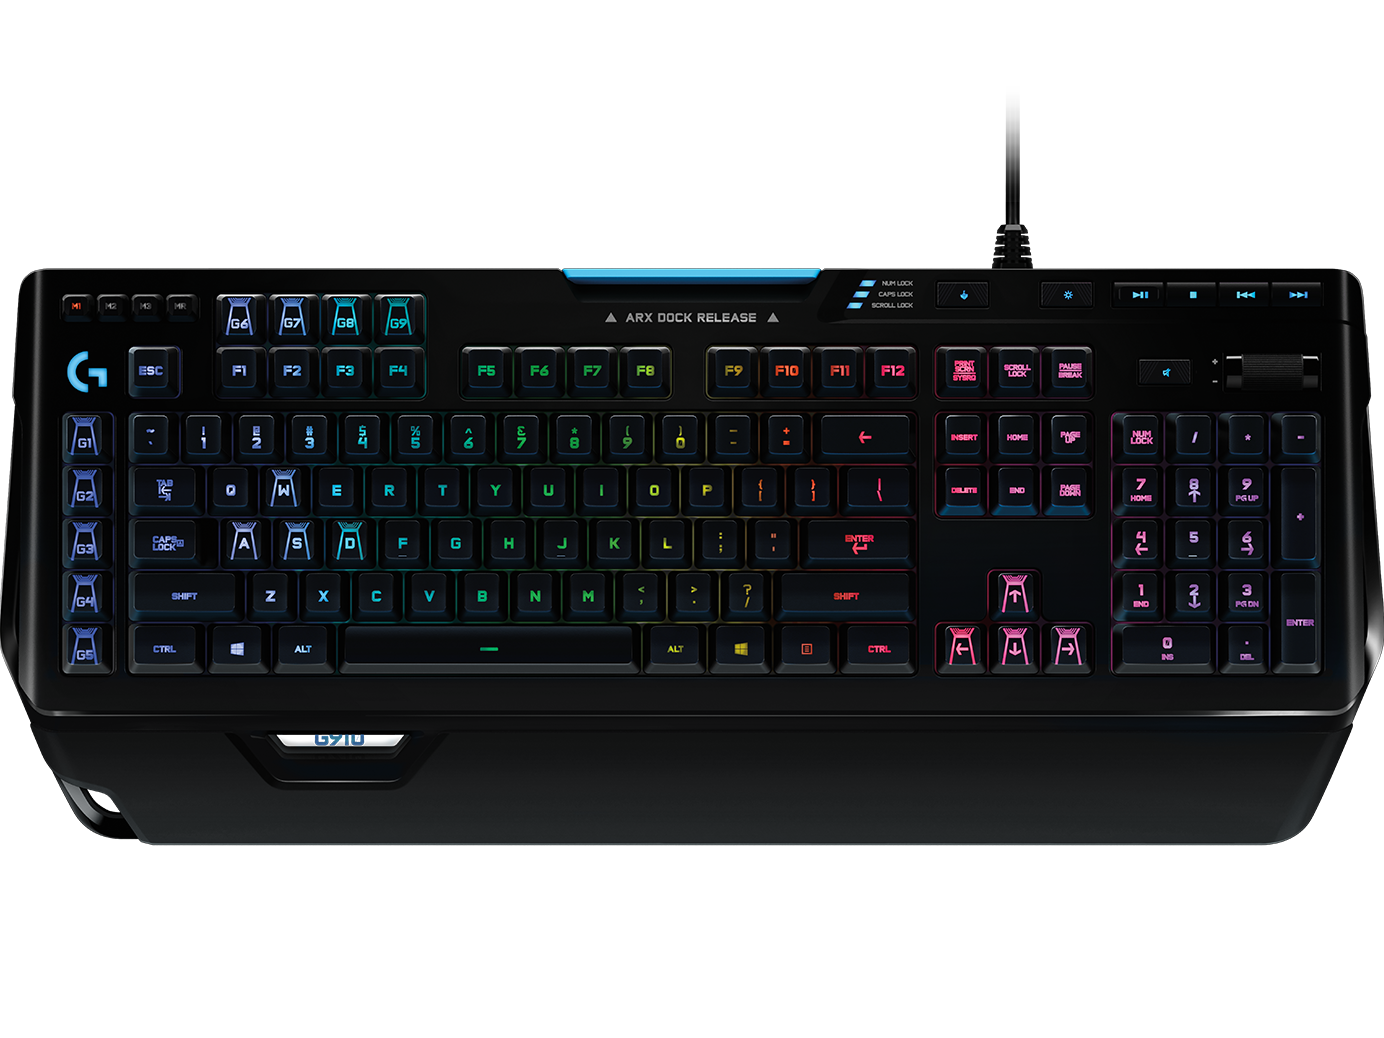 NUM LOCK
CAPS LOCK
SCROLL LOCK
M1 M2 M3 MR
G6 G7 G8 G9
ARX DOCK RELEASE
ESC F1 F2 F3 F4 F5 F6 F7 F8 F9 F10 F11 F12
PRINT SCRN SYSRQ
SCROLL LOCK
PAUSE BREAK
G1 ~ ` ! 1 @ 2 # 3 $ 4 % 5 ^ 6 & 7 * 8 ( 9 ) 0 _ - + = ←
INSERT HOME PAGE UP
NUM LOCK / * -
G2 TAB Q W E R T Y U I O P { [ } ] | \
DELETE END PAGE DOWN
7 HOME 8 ↑ 9 PG UP +
G3 CAPS LOCK A S D F G H J K L : ; " ' ENTER
4 ← 5 6 →
G4 SHIFT Z X C V B N M < , > . ? / SHIFT
↑
1 END 2 ↓ 3 PG DN ENTER
G5 CTRL ALT ALT CTRL
← ↓ →
0 INS . DEL
G910